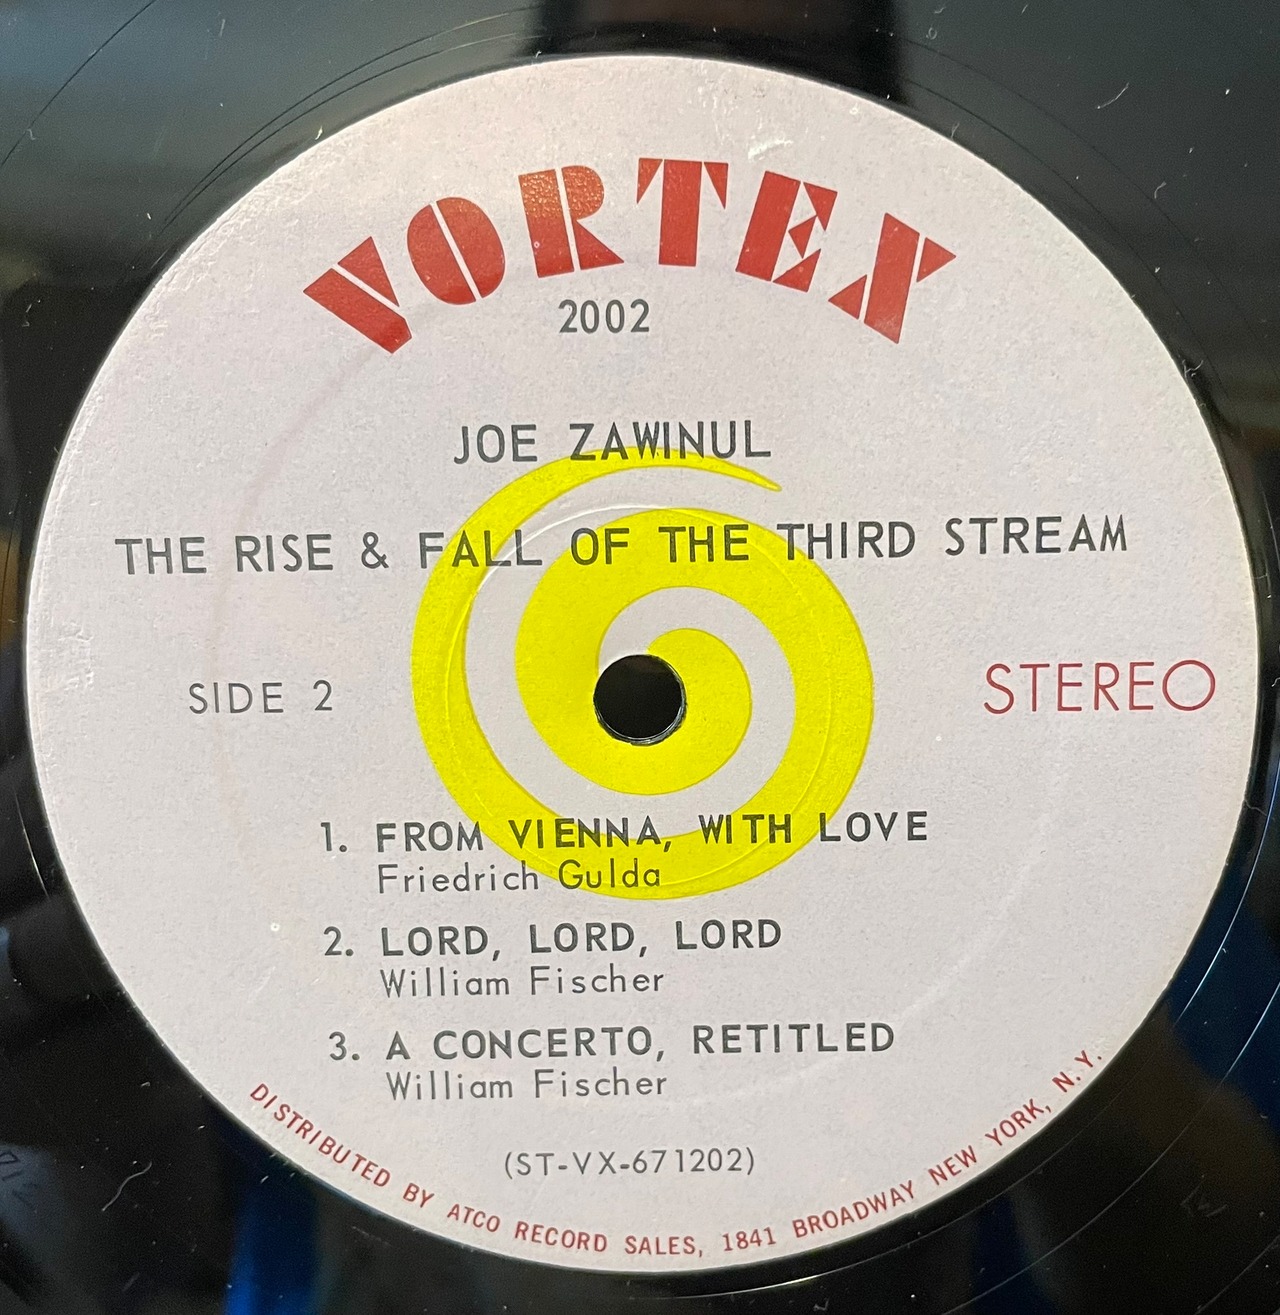 VORTEX
2002
JOE ZAWINUL
THE RISE & FALL OF THE THIRD STREAM
SIDE 2
STEREO
1. FROM VIENNA, WITH LOVE
Friedrich Gulda
2. LORD, LORD, LORD
William Fischer
3. A CONCERTO, RETITLED
William Fischer
(ST-VX-671202)
DISTRIBUTED BY ATCO RECORD SALES, 1841 BROADWAY NEW YORK, N.Y.